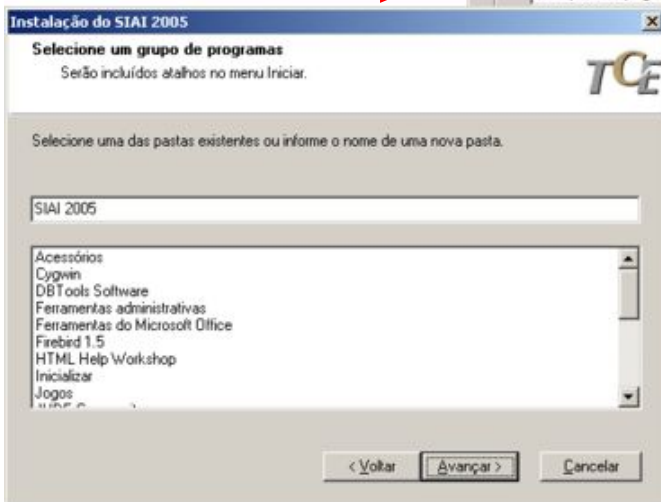 Instalação do SIAI 2005
Selecione um grupo de programas
Serão incluídos atalhos no menu Iniciar.
TCE
Selecione uma das pastas existentes ou informe o nome de uma nova pasta.
SIAI 2005
Acessórios
Cygwin
DBTools Software
Ferramentas administrativas
Ferramentas do Microsoft Office
Firebird 1.5
HTML Help Workshop
Inicializar
Jogos
< Voltar Avançar > Cancelar